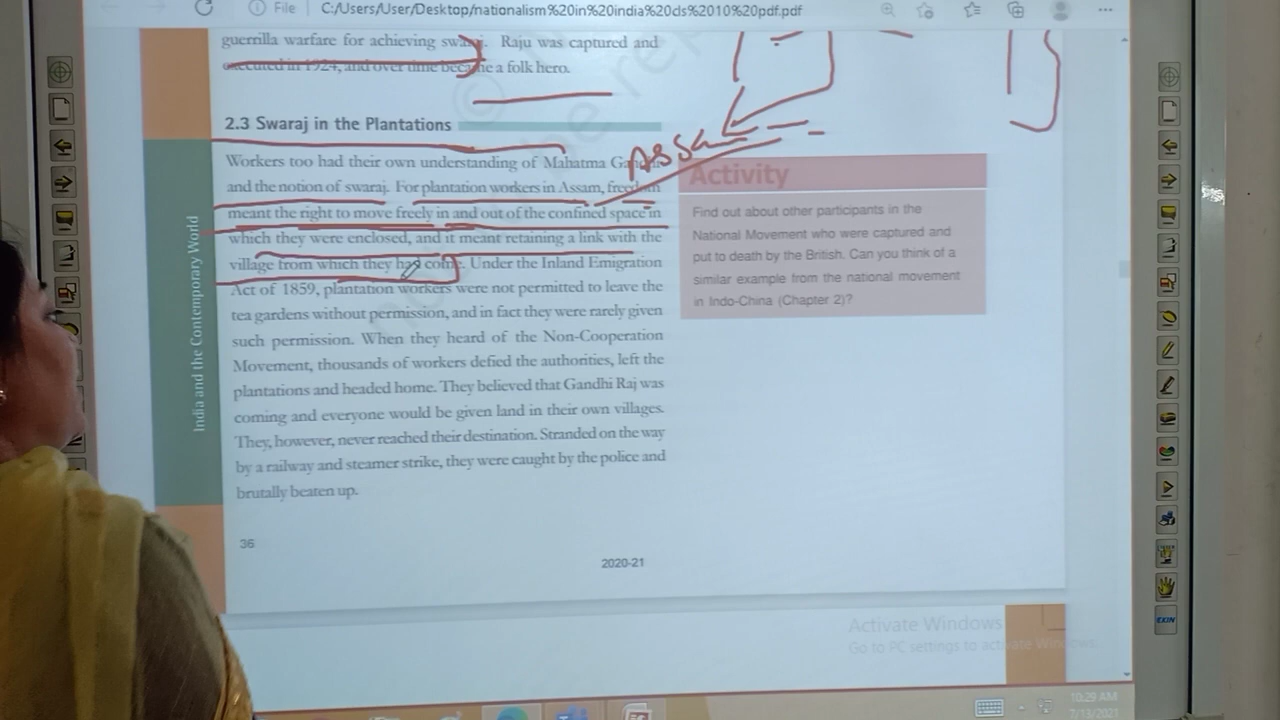 File C:/Users/User/Desktop/nationalism%20in%20india%20cls%2010%20pdf.pdf
guerrilla warfare for achieving swaraj. Raju was captured and
executed in 1924, and over time became a folk hero.
2.3 Swaraj in the Plantations
Workers too had their own understanding of Mahatma Gandhi
and the notion of swaraj. For plantation workers in Assam, freedom
meant the right to move freely in and out of the confined space in
which they were enclosed, and it meant retaining a link with the
village from which they had come. Under the Inland Emigration
Act of 1859, plantation workers were not permitted to leave the
tea gardens without permission, and in fact they were rarely given
such permission. When they heard of the Non-Cooperation
Movement, thousands of workers defied the authorities, left the
plantations and headed home. They believed that Gandhi Raj was
coming and everyone would be given land in their own villages.
They, however, never reached their destination. Stranded on the way
by a railway and steamer strike, they were caught by the police and
brutally beaten up.
36
2020-21
India and the Contemporary World
Assa
Activity
Find out about other participants in the
National Movement who were captured and
put to death by the British. Can you think of a
similar example from the national movement
in Indo-China (Chapter 2)?
Activate Windows
Go to PC settings to activate Windows.
10:29 AM
7/13/2021